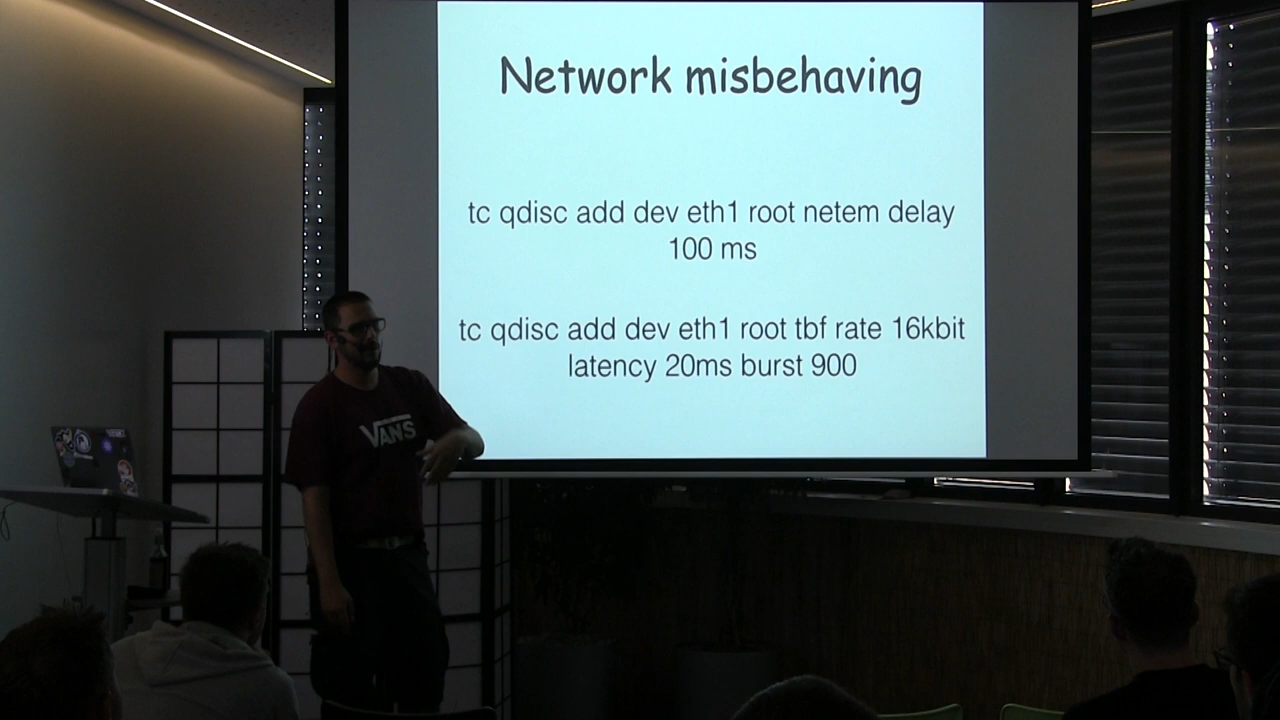 Network misbehaving
tc qdisc add dev eth1 root netem delay
100 ms
tc qdisc add dev eth1 root tbf rate 16kbit
latency 20ms burst 900
VANS